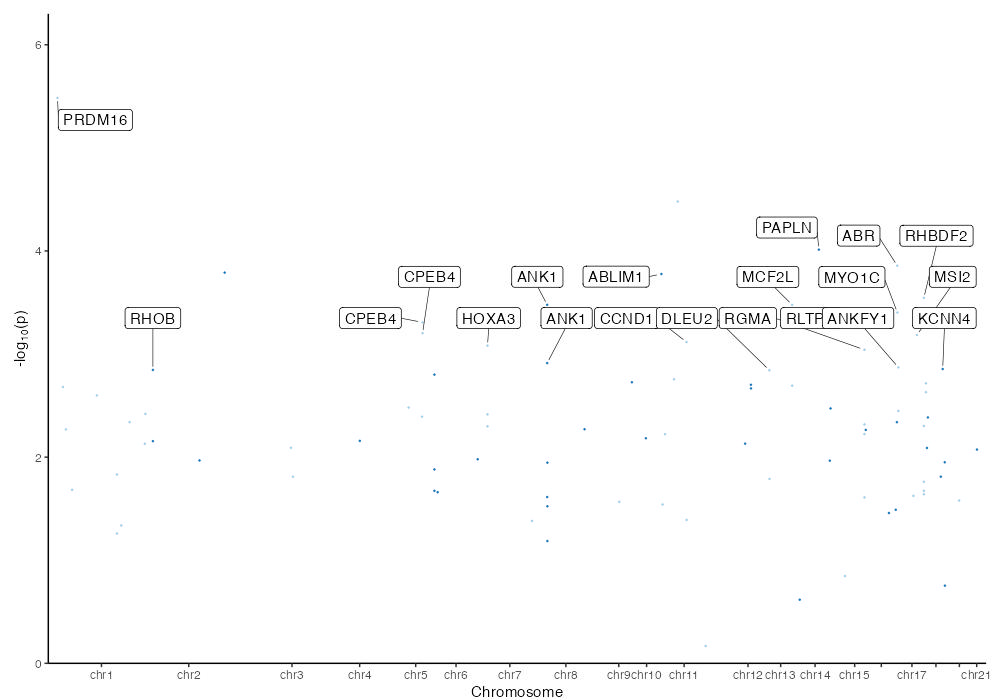 6
PRDM16
4
PAPLN
ABR
RHBDF2
CPEB4
ANK1
ABLIM1
MCF2L
MYO1C
MSI2
RHOB
CPEB4
HOXA3
ANK1
CCND1
DLEU2
RGMA
ANKFY1
KCNN4
-log10(p)
2
0
chr1 chr2 chr3 chr4 chr5 chr6 chr7 chr8 chr9 chr10 chr11 chr12 chr13 chr14 chr15 chr17 chr21
Chromosome